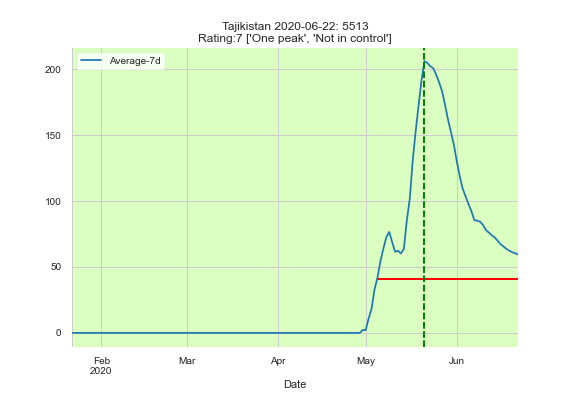 Tajikistan 2020-06-22: 5513
Rating:7 ['One peak', 'Not in control']
Average-7d
200
150
100
50
0
Feb
2020
Mar
Apr
May
Jun
Date